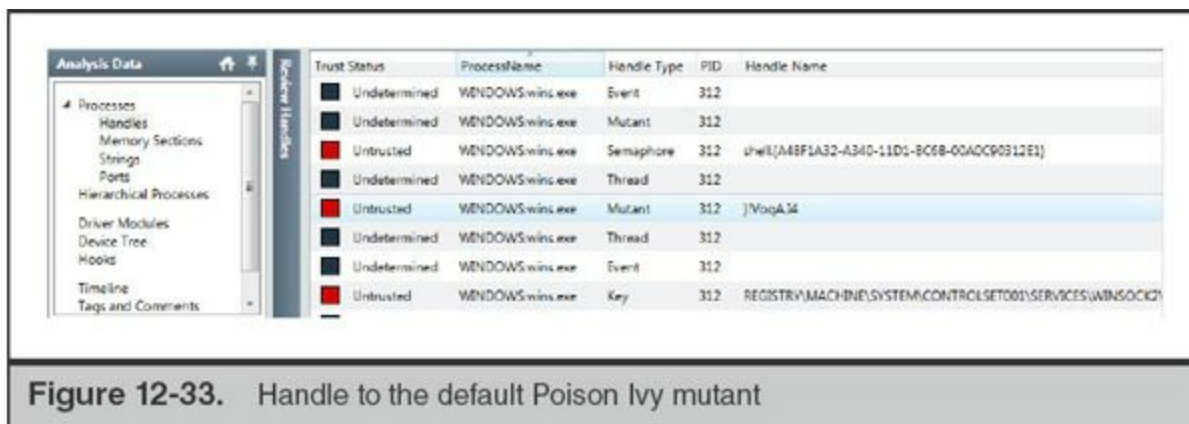 Analysis Data
Processes
Handles
Memory Sections
Strings
Ports
Hierarchical Processes
Driver Modules
Device Tree
Hooks
Timeline
Tags and Comments
Review Handles
Trust Status ProcessName Handle Type PID Handle Name
Undetermined WINDOWS:wins.exe Event 312
Undetermined WINDOWS:wins.exe Mutant 312
Untrusted WINDOWS:wins.exe Semaphore 312 shell.{A48F1A32-A340-11D1-BC6B-00A0C90312E1}
Undetermined WINDOWS:wins.exe Thread 312
Untrusted WINDOWS:wins.exe Mutant 312 )!VoqA.I4
Undetermined WINDOWS:wins.exe Thread 312
Undetermined WINDOWS:wins.exe Event 312
Untrusted WINDOWS:wins.exe Key 312 REGISTRY\MACHINE\SYSTEM\CONTROLSET001\SERVICES\WINSOCK2\
Figure 12-33. Handle to the default Poison Ivy mutant